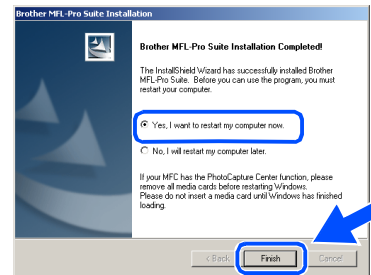 Brother MFL-Pro Suite Installation
Brother MFL-Pro Suite Installation Completed!
The InstallShield Wizard has successfully installed Brother
MFL-Pro Suite. Before you can use the program, you must
restart your computer.
Yes, I want to restart my computer now.
No, I will restart my computer later.
If your MFC has the PhotoCapture Center function, please
remove all media cards before restarting Windows.
Please do not insert a media card until Windows has finished
loading.
< Back Finish Cancel